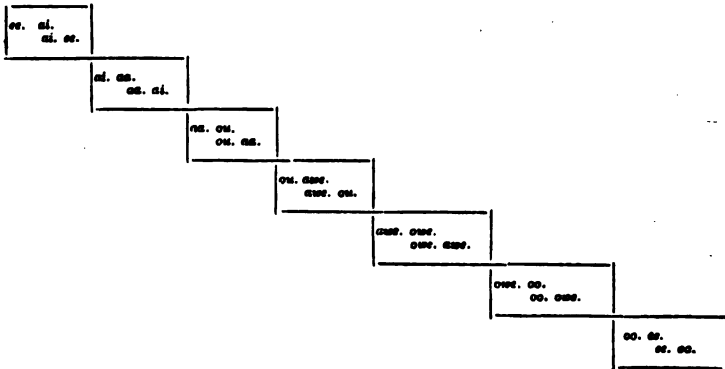 ee. ai.
ai. ee.
ai. aa.
aa. ai.
aa. ou.
ou. aa.
ou. awe.
awe. ou.
awe. owe.
owe. awe.
owe. oo.
oo. owe.
oo. ee.
ee. oo.